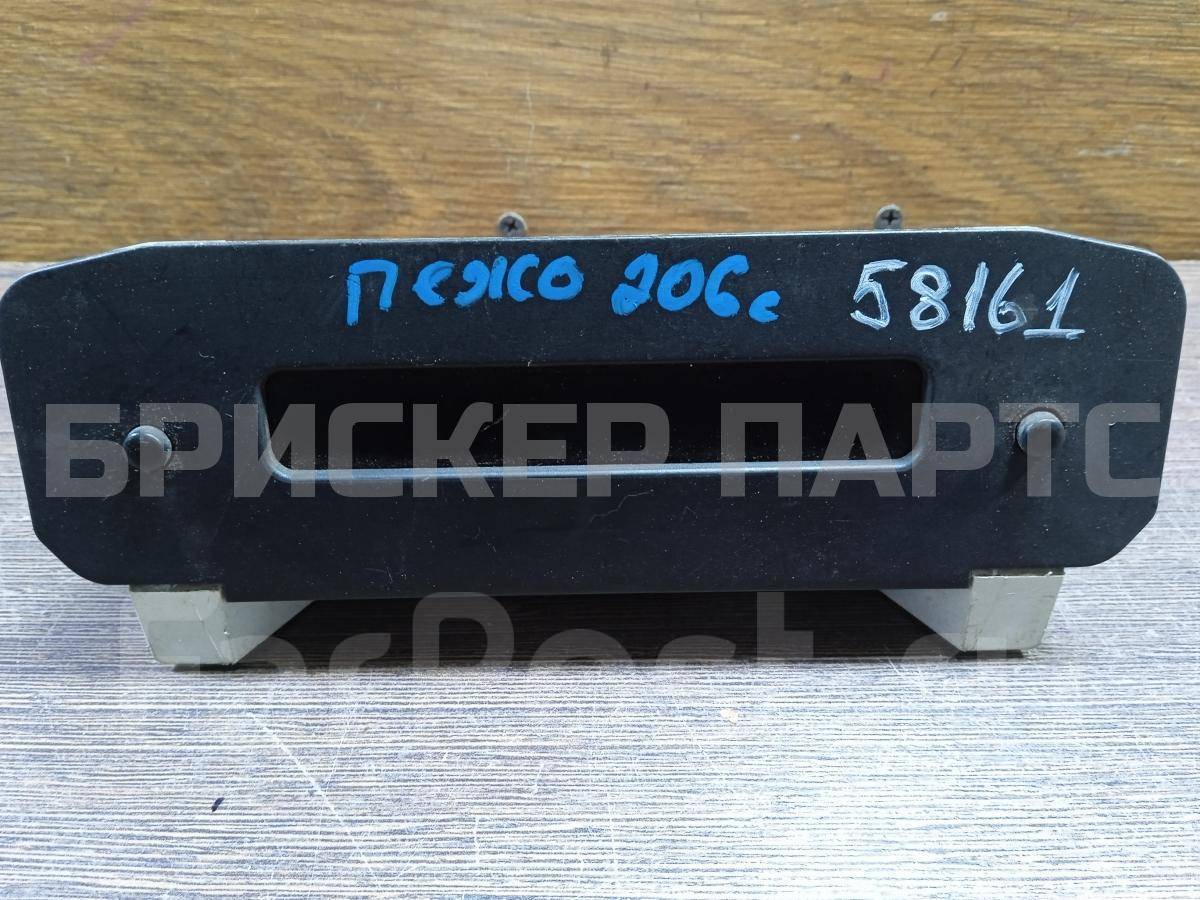 ПЕЖО 206с 58161
БРИСКЕР ПАРТС